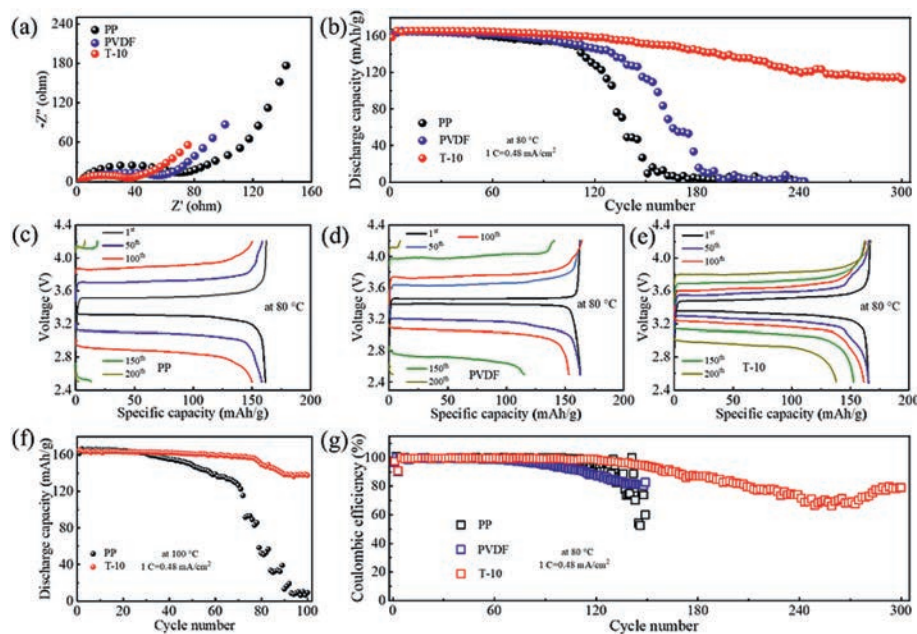 (a)
240
180
120
60
0
-Z'' (ohm)
PP
PVDF
T-10
0
40
80
120
160
Z' (ohm)
(b)
200
160
120
80
40
0
Discharge capacity (mAh/g)
PP
PVDF
T-10
at 80 °C
1 C=0.48 mA/cm²
0
60
120
180
240
300
Cycle number
(c)
4.4
4.0
3.6
3.2
2.8
2.4
Voltage (V)
1st
50th
100th
at 80 °C
150th
200th
PP
0
50
100
150
200
Specific capacity (mAh/g)
(d)
4.4
4.0
3.6
3.2
2.8
2.4
Voltage (V)
1st
50th
100th
at 80 °C
150th
200th
PVDF
0
50
100
150
200
Specific capacity (mAh/g)
(e)
4.4
4.0
3.6
3.2
2.8
2.4
Voltage (V)
1st
50th
100th
at 80 °C
150th
200th
T-10
0
50
100
150
200
Specific capacity (mAh/g)
(f)
200
160
120
80
40
0
Discharge capacity (mAh/g)
PP
T-10
at 100 °C
1 C=0.48 mA/cm²
0
20
40
60
80
100
Cycle number
(g)
120
100
80
60
40
20
0
Coulombic efficiency (%)
PP
PVDF
T-10
at 80 °C
1 C=0.48 mA/cm²
0
60
120
180
240
300
Cycle number